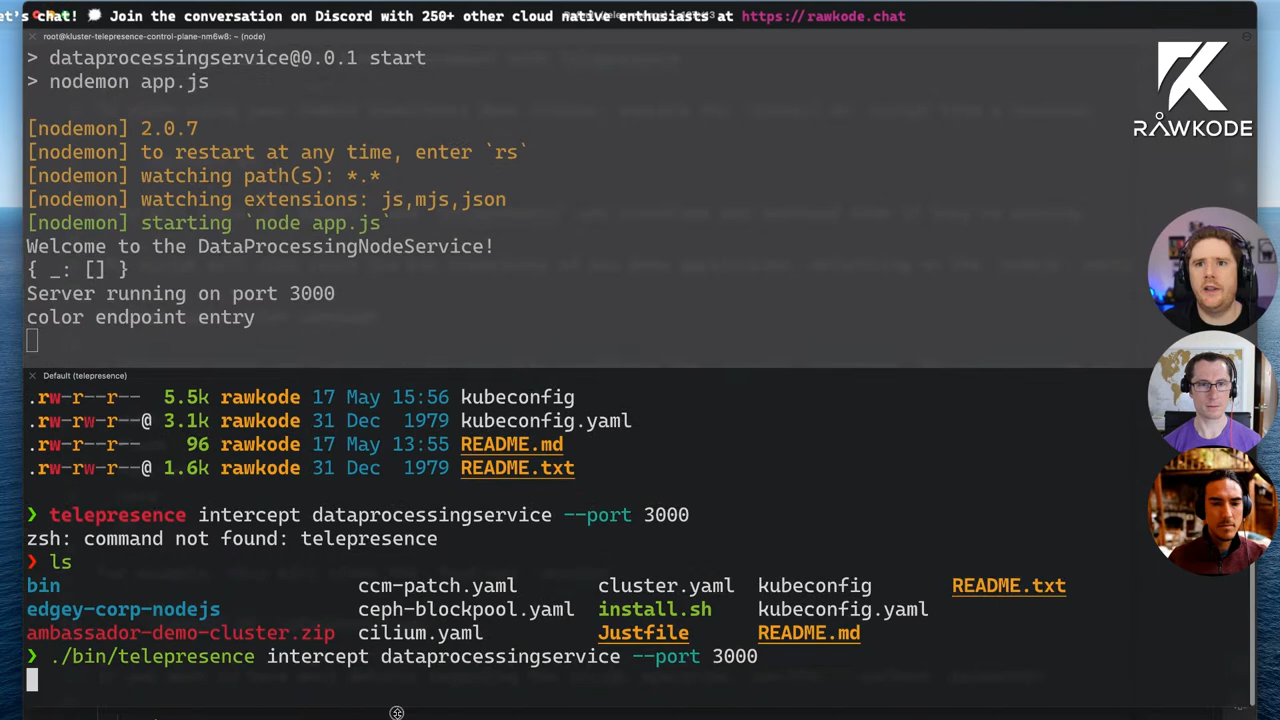 et's chat! Join the conversation on Discord with 250+ other cloud native enthusiasts at https://rawkode.chat
root@kluster-telepresence-control-plane-nm6w8: ~ (node)
> dataprocessingservice@0.0.1 start
> nodemon app.js
RAWKODE
[nodemon] 2.0.7
[nodemon] to restart at any time, enter `rs`
[nodemon] watching path(s): *.*
[nodemon] watching extensions: js,mjs,json
[nodemon] starting `node app.js`
Welcome to the DataProcessingNodeService!
{ _: [] }
Server running on port 3000
color endpoint entry
Default (telepresence)
.rw-r--r-- 5.5k rawkode 17 May 15:56 kubeconfig
.rw-rw-r--@ 3.1k rawkode 31 Dec 1979 kubeconfig.yaml
.rw-r--r-- 96 rawkode 17 May 13:55 README.md
.rw-rw-r--@ 1.6k rawkode 31 Dec 1979 README.txt
❯ telepresence intercept dataprocessingservice --port 3000
zsh: command not found: telepresence
❯ ls
bin ccm-patch.yaml cluster.yaml kubeconfig README.txt
edgey-corp-nodejs ceph-blockpool.yaml install.sh kubeconfig.yaml
ambassador-demo-cluster.zip cilium.yaml Justfile README.md
❯ ./bin/telepresence intercept dataprocessingservice --port 3000